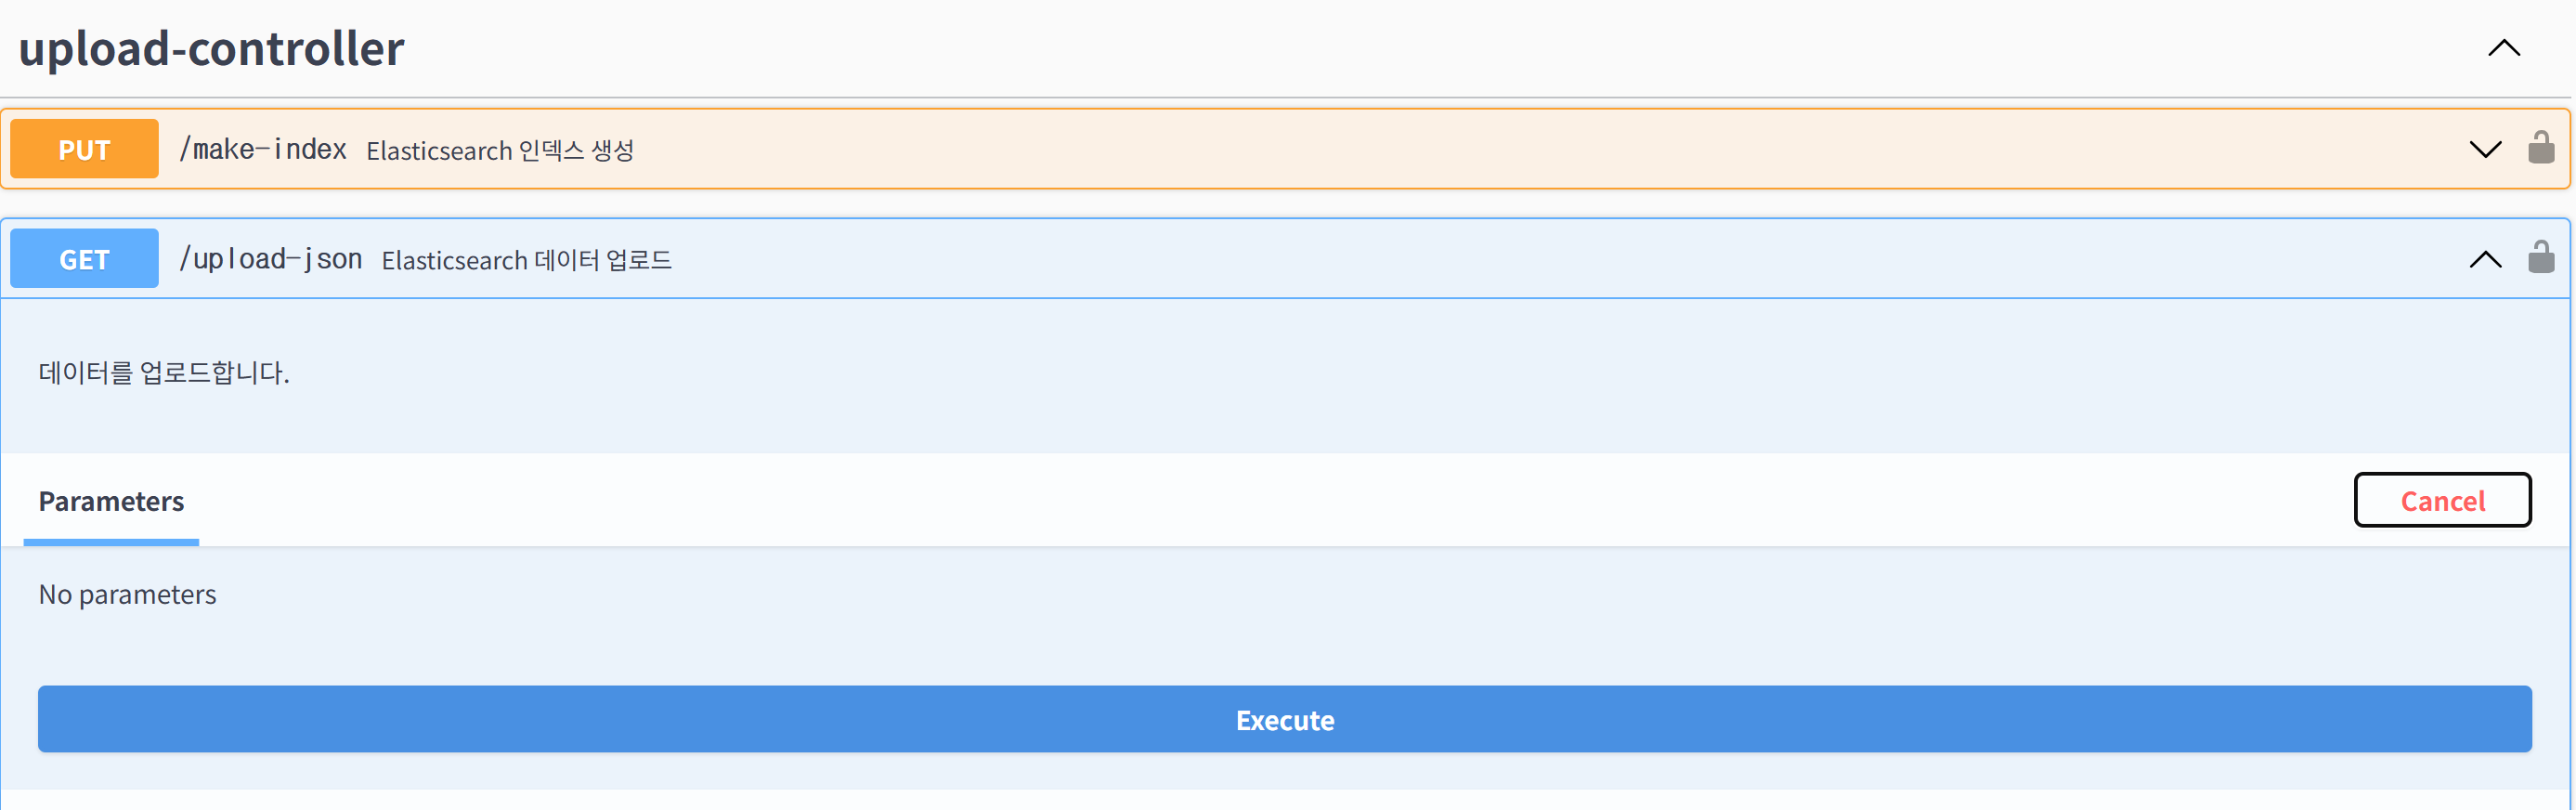 upload-controller
PUT /make-index Elasticsearch 인덱스 생성
GET /upload-json Elasticsearch 데이터 업로드
데이터를 업로드합니다.
Parameters Cancel
No parameters
Execute